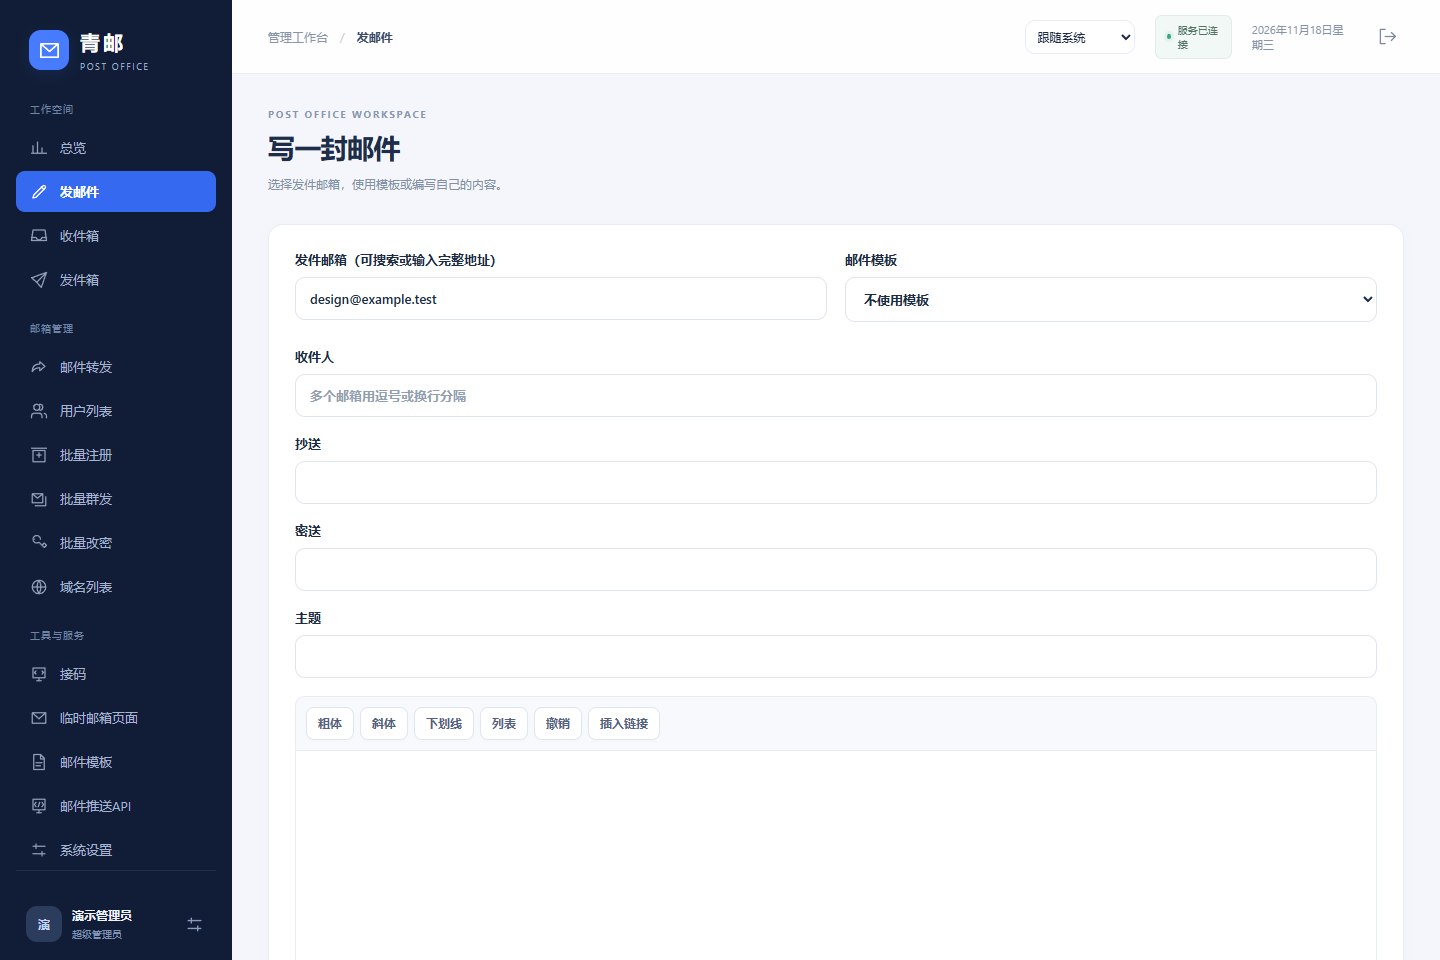 青邮
POST OFFICE
工作空间
总览
发邮件
收件箱
发件箱
邮箱管理
邮件转发
用户列表
批量注册
批量群发
批量改密
域名列表
工具与服务
接码
临时邮箱页面
邮件模板
邮件推送API
系统设置
演
演示管理员
超级管理员
管理工作台 / 发邮件
跟随系统
服务已连
接
2026年11月18日星
期三
POST OFFICE WORKSPACE
写一封邮件
选择发件邮箱，使用模板或编写自己的内容。
发件邮箱（可搜索或输入完整地址）
design@example.test
邮件模板
不使用模板
收件人
多个邮箱用逗号或换行分隔
抄送
密送
主题
粗体 斜体 下划线 列表 撤销 插入链接